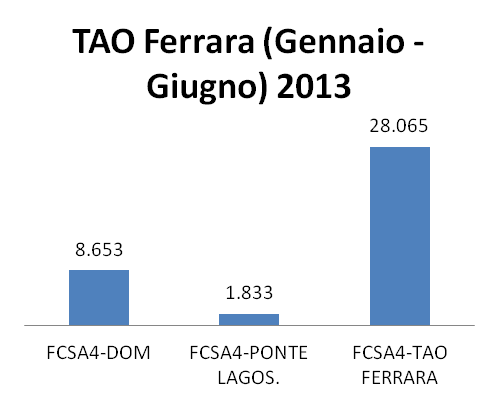 TAO Ferrara (Gennaio -
Giugno) 2013
28.065
8.653
1.833
FCSA4-DOM
FCSA4-PONTE
LAGOS.
FCSA4-TAO
FERRARA